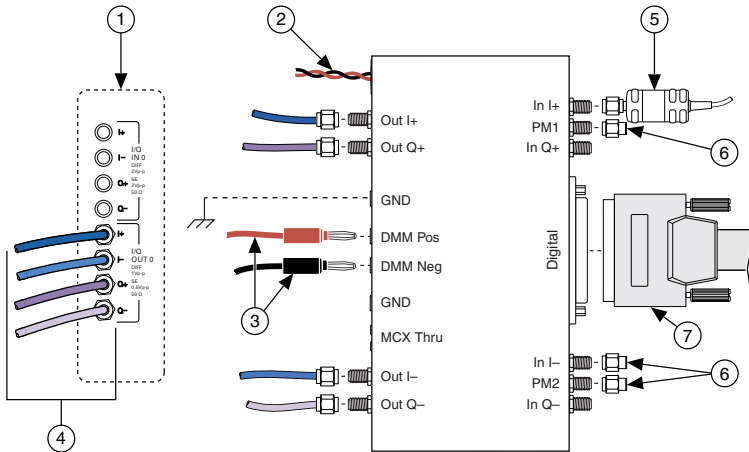 1
2
5
I+
I–
Q+
Q–
I/Q
IN 0
DIFF
2Vp-p
SE
2Vp-p
50 Ω
I+
I–
Q+
Q–
I/Q
OUT 0
DIFF
1Vp-p
SE
0.5Vp-p
50 Ω
4
3
Out I+
Out Q+
GND
DMM Pos
DMM Neg
GND
MCX Thru
Out I–
Out Q–
In I+
PM1
In Q+
Digital
In I–
PM2
In Q–
6
7
6